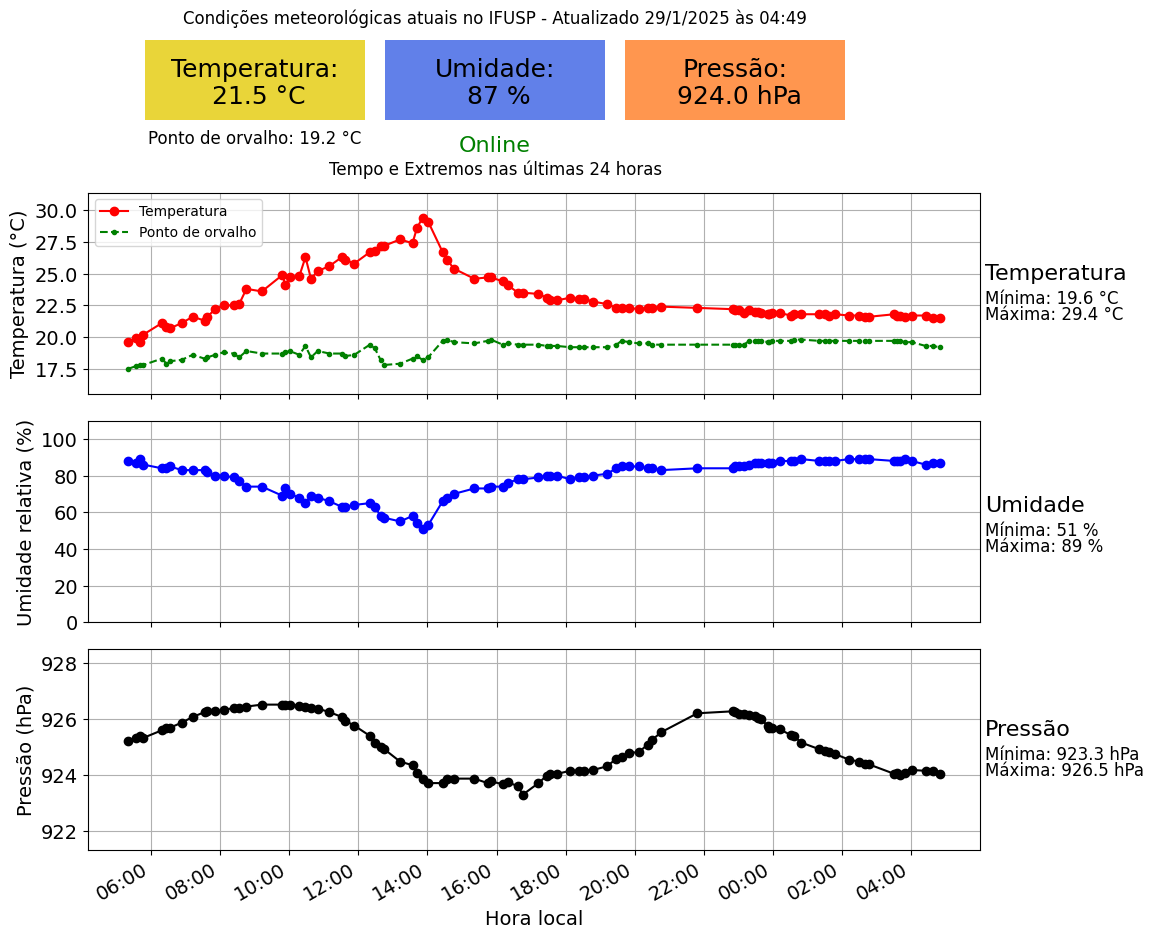 Condições meteorológicas atuais no IFUSP - Atualizado 29/1/2025 às 04:49
Temperatura:
21.5 °C
Umidade:
87 %
Pressão:
924.0 hPa
Ponto de orvalho: 19.2 °C
Online
Tempo e Extremos nas últimas 24 horas
Temperatura (°C)
30.0
27.5
25.0
22.5
20.0
17.5
Temperatura
Ponto de orvalho
Temperatura
Mínima: 19.6 °C
Máxima: 29.4 °C
Umidade relativa (%)
100
80
60
40
20
0
Umidade
Mínima: 51 %
Máxima: 89 %
Pressão (hPa)
928
926
924
922
Pressão
Mínima: 923.3 hPa
Máxima: 926.5 hPa
06:00
08:00
10:00
12:00
14:00
16:00
18:00
20:00
22:00
00:00
02:00
04:00
Hora local